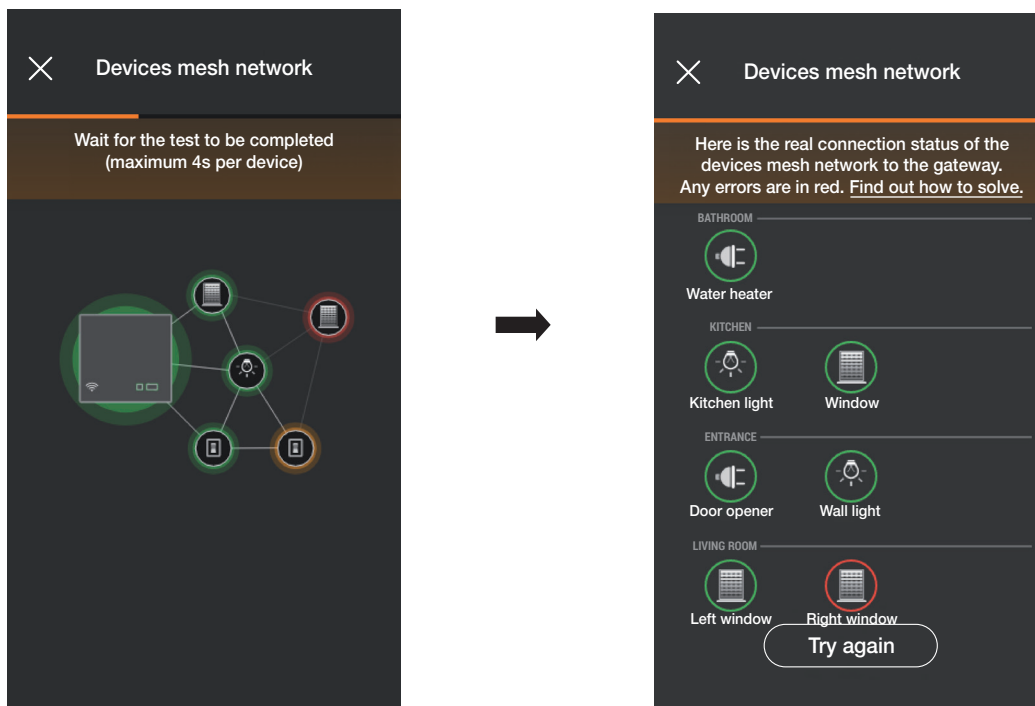 Devices mesh network
Wait for the test to be completed
(maximum 4s per device)
Devices mesh network
Here is the real connection status of the
devices mesh network to the gateway.
Any errors are in red. Find out how to solve.
BATHROOM
Water heater
KITCHEN
Kitchen light
Window
ENTRANCE
Door opener
Wall light
LIVING ROOM
Left window
Right window
Try again